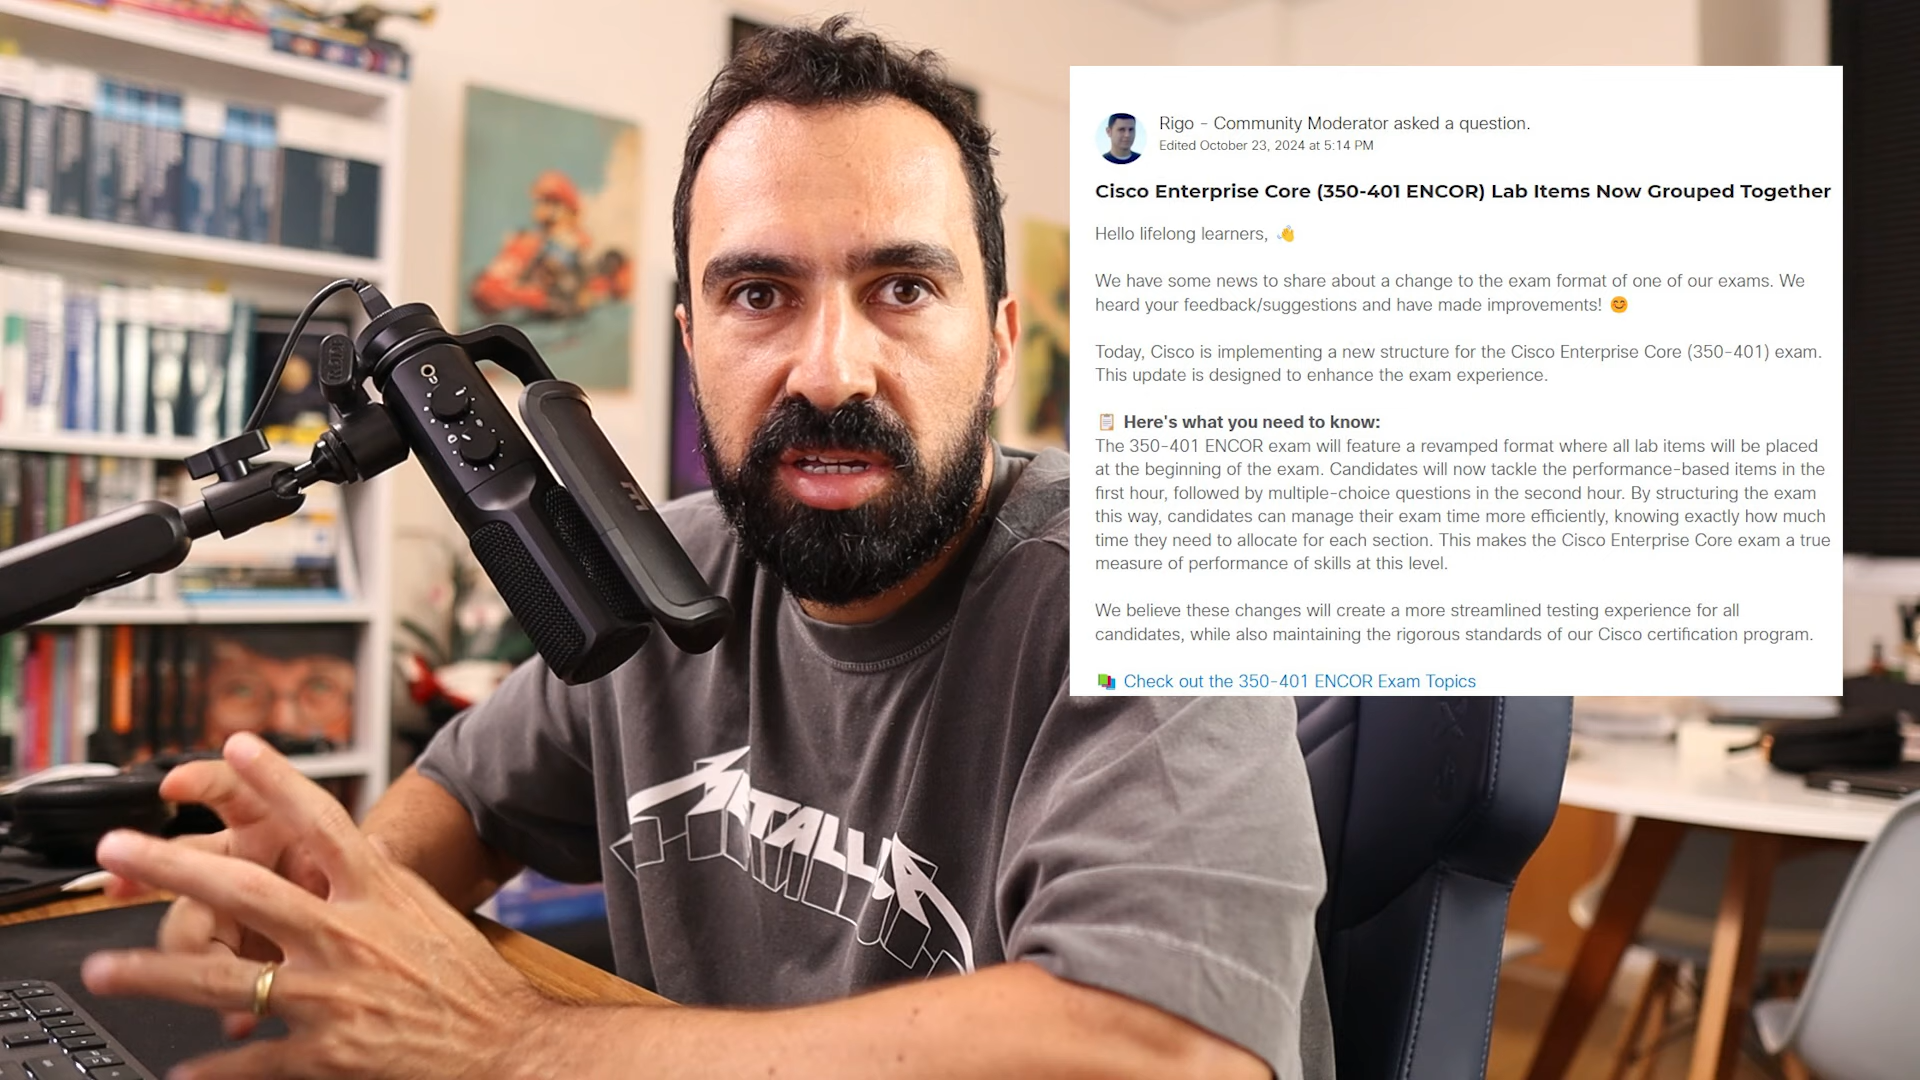 Rigo - Community Moderator asked a question.
Edited October 23, 2024 at 5:14 PM
Cisco Enterprise Core (350-401 ENCOR) Lab Items Now Grouped Together
Hello lifelong learners, 👋
We have some news to share about a change to the exam format of one of our exams. We
heard your feedback/suggestions and have made improvements! 😊
Today, Cisco is implementing a new structure for the Cisco Enterprise Core (350-401) exam.
This update is designed to enhance the exam experience.
📋 Here's what you need to know:
The 350-401 ENCOR exam will feature a revamped format where all lab items will be placed
at the beginning of the exam. Candidates will now tackle the performance-based items in the
first hour, followed by multiple-choice questions in the second hour. By structuring the exam
this way, candidates can manage their exam time more efficiently, knowing exactly how much
time they need to allocate for each section. This makes the Cisco Enterprise Core exam a true
measure of performance of skills at this level.
We believe these changes will create a more streamlined testing experience for all
candidates, while also maintaining the rigorous standards of our Cisco certification program.
📚 Check out the 350-401 ENCOR Exam Topics
METALLICA